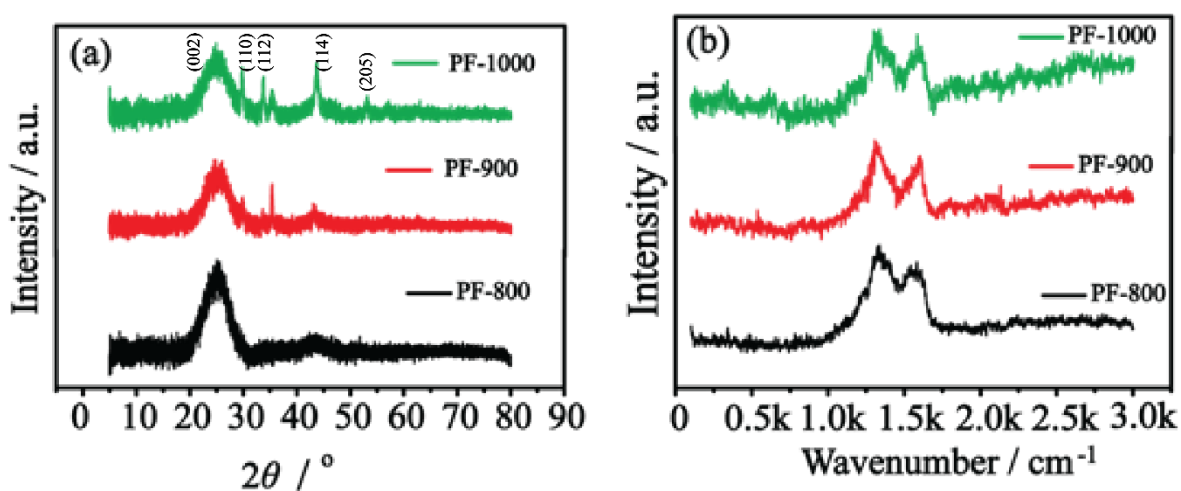 (a)
(002)
(110)
(112)
(114)
(205)
PF-1000
PF-900
PF-800
Intensity / a.u.
0 10 20 30 40 50 60 70 80 90
2θ / °
(b)
PF-1000
PF-900
PF-800
Intensity / a.u.
0 0.5k 1.0k 1.5k 2.0k 2.5k 3.0k
Wavenumber / cm⁻¹